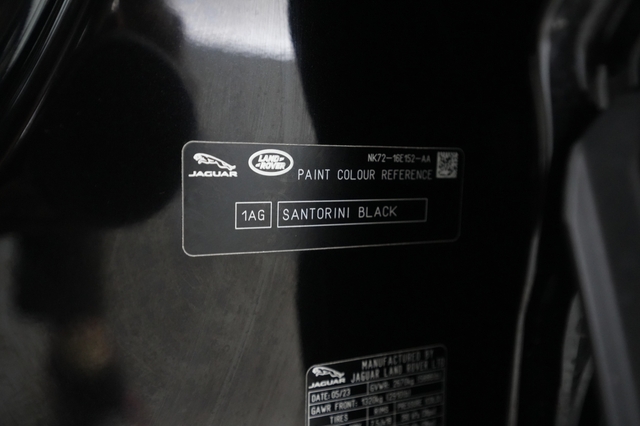 JAGUAR
LAND ROVER
NK72-16E152-AA
PAINT COLOUR REFERENCE
1AG SANTORINI BLACK
MANUFACTURED BY
JAGUAR LAND ROVER LTD
JAGUAR
DATE: 05/23
GVWR
GAWR FRONT:
TIRES